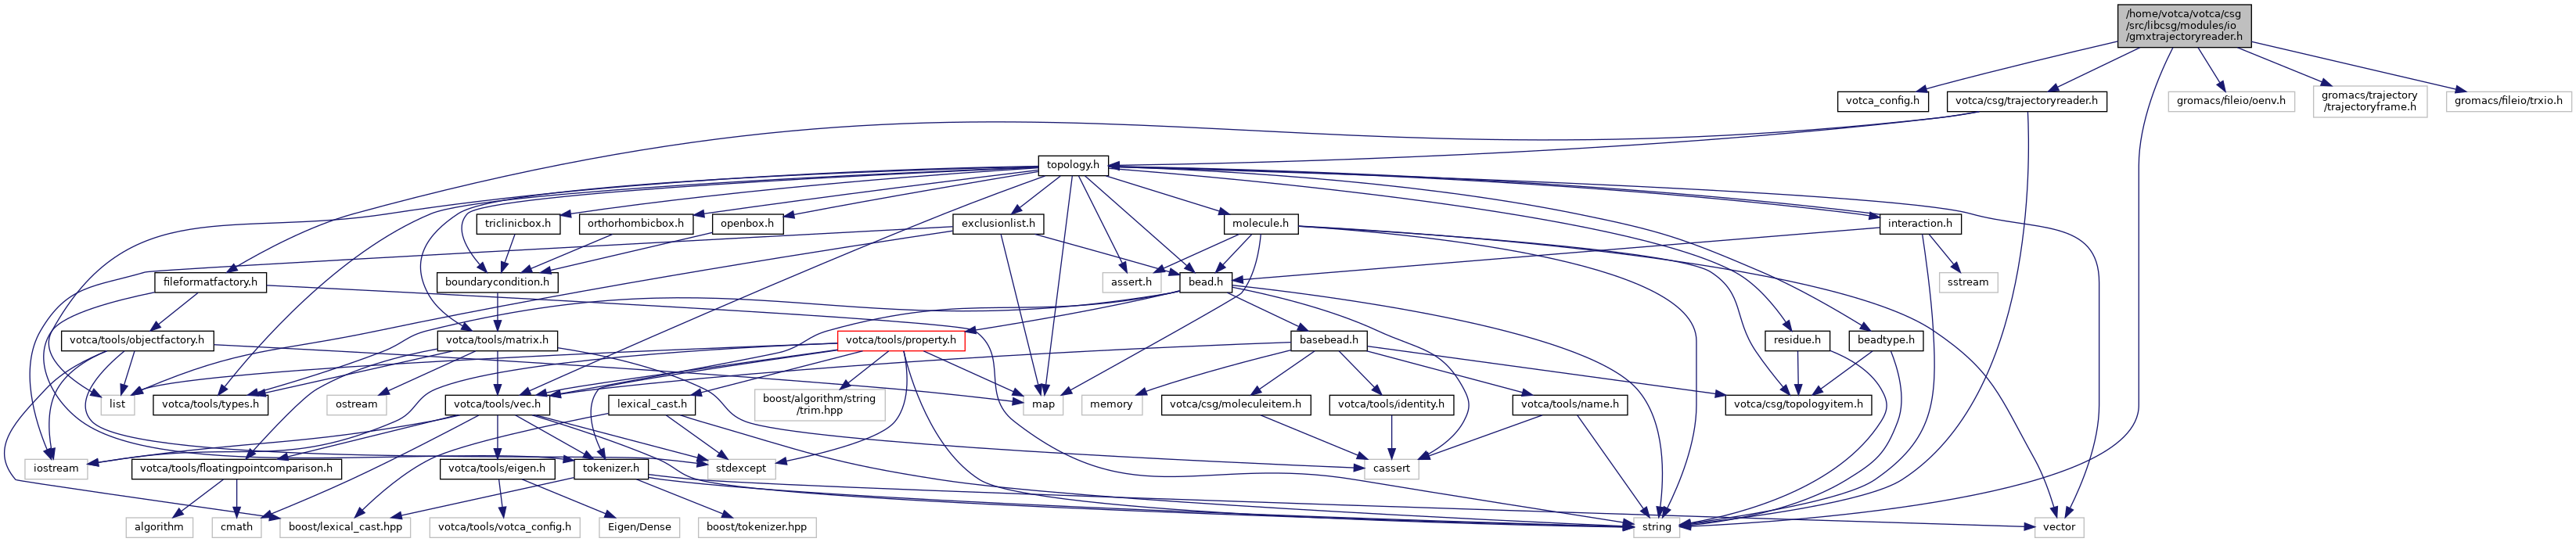 /home/votca/votca/csg
/src/libcsg/modules/io
/gmxtrajectoryreader.h
votca_config.h
votca/csg/trajectoryreader.h
gromacs/fileio/oenv.h
gromacs/trajectory
/trajectoryframe.h
gromacs/fileio/trxio.h
topology.h
triclinicbox.h
orthorhombicbox.h
openbox.h
exclusionlist.h
molecule.h
interaction.h
fileformatfactory.h
boundarycondition.h
assert.h
bead.h
sstream
votca/tools/objectfactory.h
votca/tools/matrix.h
votca/tools/property.h
basebead.h
residue.h
beadtype.h
list
votca/tools/types.h
ostream
votca/tools/vec.h
lexical_cast.h
boost/algorithm/string
/trim.hpp
map
memory
votca/csg/moleculeitem.h
votca/tools/identity.h
votca/tools/name.h
votca/csg/topologyitem.h
iostream
votca/tools/floatingpointcomparison.h
votca/tools/eigen.h
tokenizer.h
stdexcept
cassert
algorithm
cmath
boost/lexical_cast.hpp
votca/tools/votca_config.h
Eigen/Dense
boost/tokenizer.hpp
string
vector